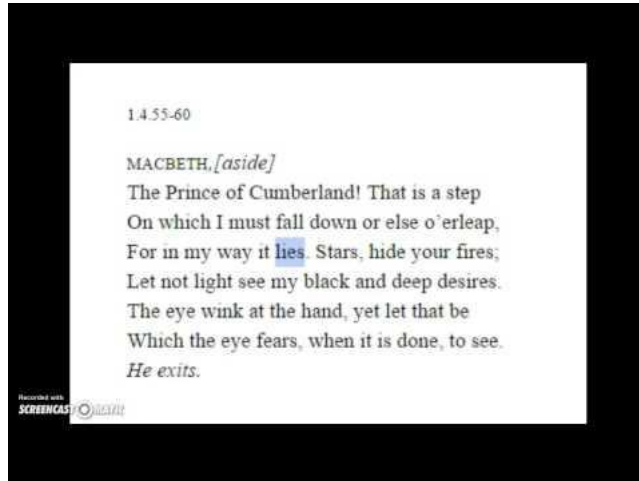 1.4.55-60
MACBETH, [aside]
The Prince of Cumberland! That is a step
On which I must fall down or else o'erleap,
For in my way it lies. Stars, hide your fires;
Let not light see my black and deep desires.
The eye wink at the hand, yet let that be
Which the eye fears, when it is done, to see.
He exits.
Recorded with
SCREENCAST-O-MATIC